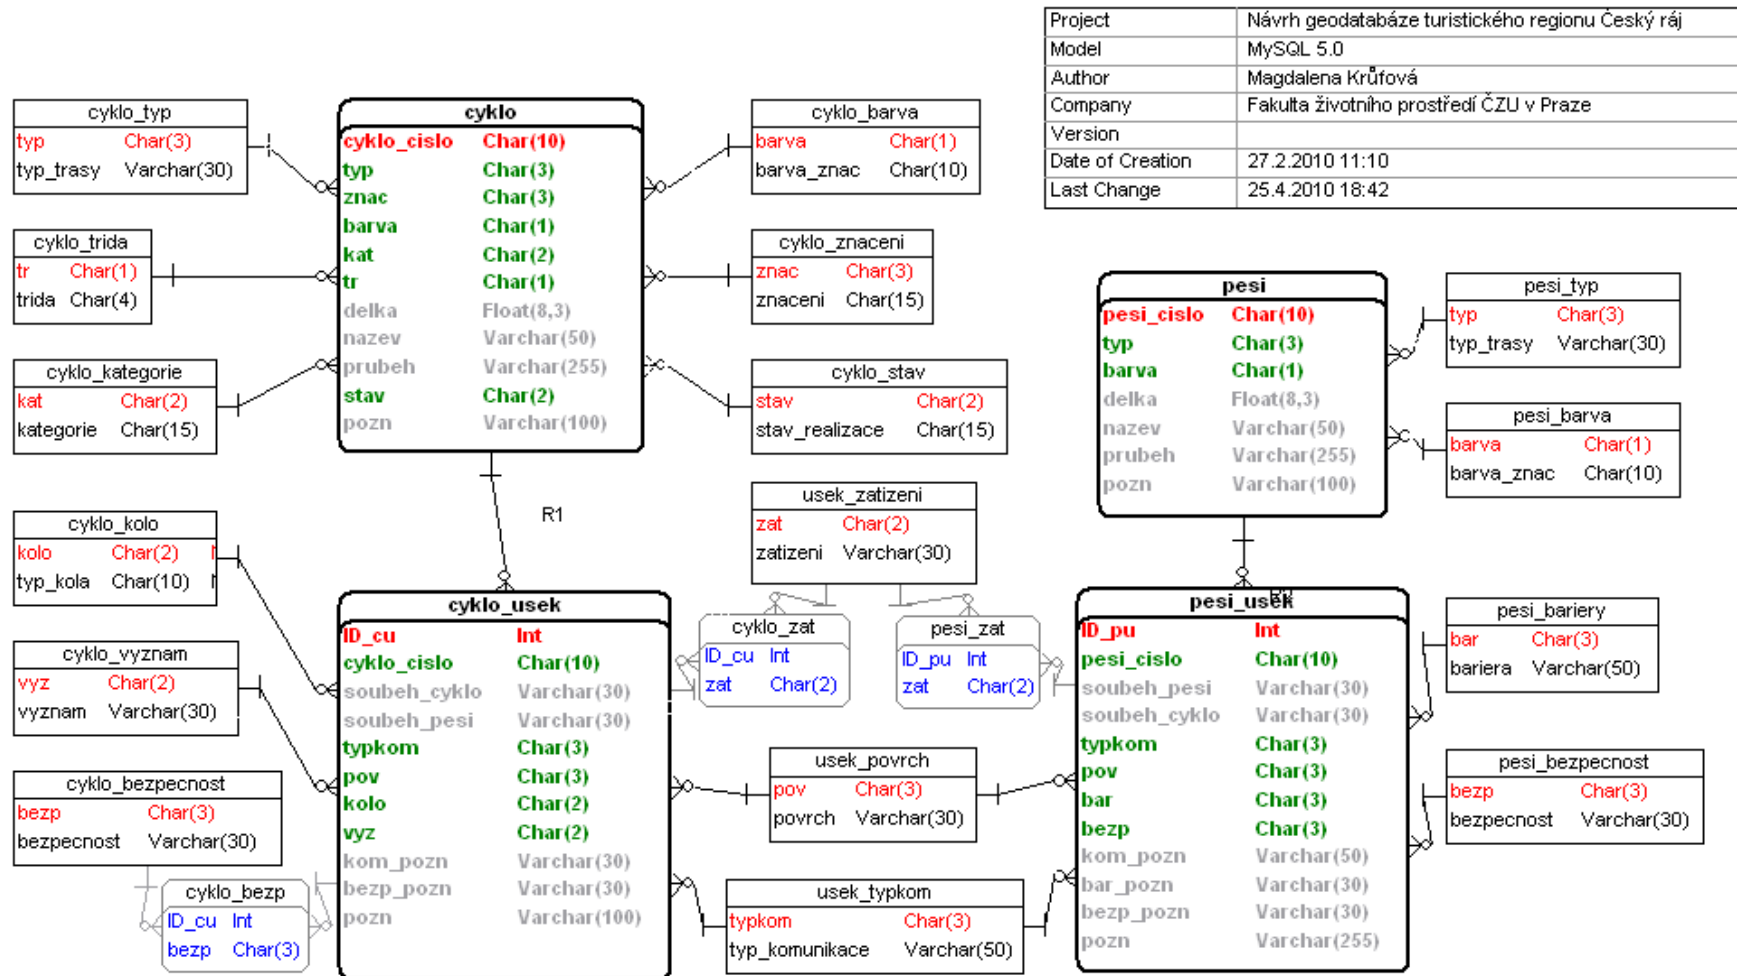 Project Návrh geodatabáze turistického regionu Český ráj
Model MySQL 5.0
Author Magdalena Krůfová
Company Fakulta životního prostředí ČZU v Praze
Version
Date of Creation 27.2.2010 11:10
Last Change 25.4.2010 18:42
cyklo_typ
typ Char(3)
typ_trasy Varchar(30)
cyklo_trida
tr Char(1)
trida Char(4)
cyklo_kategorie
kat Char(2)
kategorie Char(15)
cyklo
cyklo_cislo Char(10)
typ Char(3)
znac Char(3)
barva Char(1)
kat Char(2)
tr Char(1)
delka Float(8,3)
nazev Varchar(50)
prubeh Varchar(255)
stav Char(2)
pozn Varchar(100)
cyklo_barva
barva Char(1)
barva_znac Char(10)
cyklo_znaceni
znac Char(3)
znaceni Char(15)
cyklo_stav
stav Char(2)
stav_realizace Char(15)
pesi
pesi_cislo Char(10)
typ Char(3)
barva Char(1)
delka Float(8,3)
nazev Varchar(50)
prubeh Varchar(255)
pozn Varchar(100)
pesi_typ
typ Char(3)
typ_trasy Varchar(30)
pesi_barva
barva Char(1)
barva_znac Char(10)
R1
cyklo_kolo
kolo Char(2)
typ_kola Char(10)
cyklo_vyznam
vyz Char(2)
vyznam Varchar(30)
cyklo_bezpecnost
bezp Char(3)
bezpecnost Varchar(30)
cyklo_bezp
ID_cu Int
bezp Char(3)
cyklo_usek
ID_cu Int
cyklo_cislo Char(10)
soubeh_cyklo Varchar(30)
soubeh_pesi Varchar(30)
typkom Char(3)
pov Char(3)
kolo Char(2)
vyz Char(2)
kom_pozn Varchar(30)
bezp_pozn Varchar(30)
pozn Varchar(100)
usek_zatizeni
zat Char(2)
zatizeni Varchar(30)
cyklo_zat
ID_cu Int
zat Char(2)
pesi_zat
ID_pu Int
zat Char(2)
usek_povrch
pov Char(3)
povrch Varchar(30)
usek_typkom
typkom Char(3)
typ_komunikace Varchar(50)
pesi_usek
ID_pu Int
pesi_cislo Char(10)
soubeh_pesi Varchar(30)
soubeh_cyklo Varchar(30)
typkom Char(3)
pov Char(3)
bar Char(3)
bezp Char(3)
kom_pozn Varchar(50)
bar_pozn Varchar(30)
bezp_pozn Varchar(30)
pozn Varchar(255)
pesi_bariery
bar Char(3)
bariera Varchar(50)
pesi_bezpecnost
bezp Char(3)
bezpecnost Varchar(30)